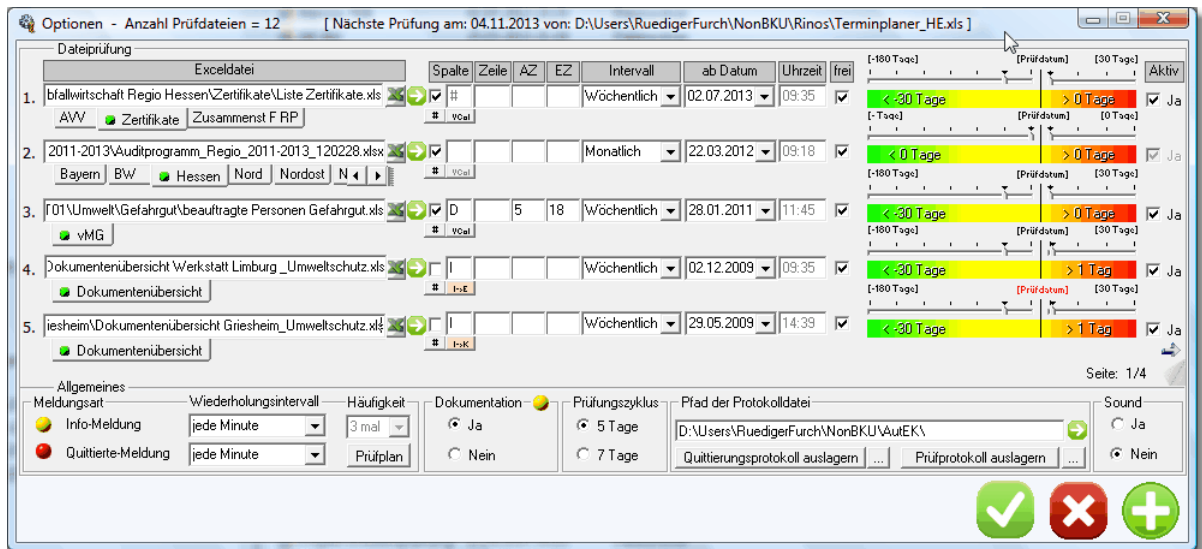 Optionen - Anzahl Prüfdateien = 12 [ Nächste Prüfung am: 04.11.2013 von: D:\Users\RuedigerFurch\NonBKU\Rinos\Terminplaner_HE.xls ]
Dateiprüfung
Exceldatei Spalte Zeile AZ EZ Intervall ab Datum Uhrzeit frei [-180 Tage] [Prüfdatum] [30 Tage] Aktiv
1. bfallwirtschaft Regio Hessen\Zertifikate\Liste Zertifikate.xls # Wöchentlich 02.07.2013 09:35 < -30 Tage > 0 Tage Ja
AVV Zertifikate Zusammenst F RP # VCal [- Tage] [Prüfdatum] [0 Tage]
2. 2011-2013\Auditprogramm_Regio_2011-2013_120228.xlsx Monatlich 22.03.2012 09:18 < 0 Tage > 0 Tage Ja
Bayern BW Hessen Nord Nordost N # VCal [-180 Tage] [Prüfdatum] [30 Tage]
3. T01\Umwelt\Gefahrgut\beauftragte Personen Gefahrgut.xls D 5 18 Wöchentlich 28.01.2011 11:45 < -30 Tage > 0 Tage Ja
vMG # VCal [-180 Tage] [Prüfdatum] [30 Tage]
4. Dokumentenübersicht Werkstatt Limburg _Umweltschutz.xls I Wöchentlich 02.12.2009 09:35 < -30 Tage > 1 Tag Ja
Dokumentenübersicht # I->E [-180 Tage] [Prüfdatum] [30 Tage]
5. iesheim\Dokumentenübersicht Griesheim_Umweltschutz.xls I Wöchentlich 29.05.2009 14:39 < -30 Tage > 1 Tag Ja
Dokumentenübersicht # I->K
Seite: 1/4
Allgemeines
Meldungsart Wiederholungsintervall Häufigkeit Dokumentation Prüfungszyklus Pfad der Protokolldatei Sound
Info-Meldung jede Minute 3 mal Ja 5 Tage D:\Users\RuedigerFurch\NonBKU\AutEK\ Ja
Quittierte-Meldung jede Minute Prüfplan Nein 7 Tage Quittierungsprotokoll auslagern ... Prüfprotokoll auslagern ... Nein